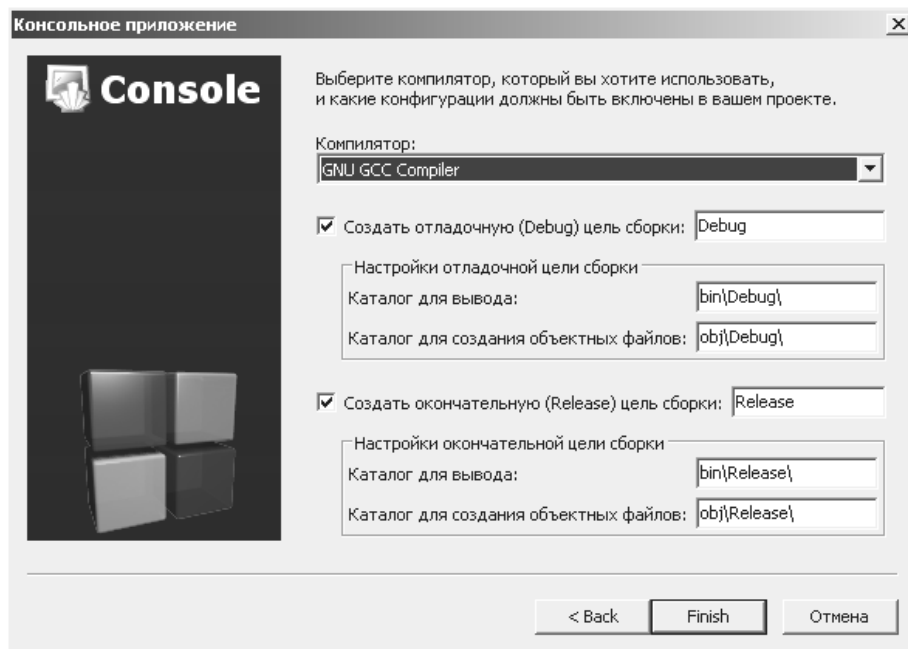 Консольное приложение
Console
Выберите компилятор, который вы хотите использовать,
и какие конфигурации должны быть включены в вашем проекте.
Компилятор:
GNU GCC Compiler
Создать отладочную (Debug) цель сборки: Debug
Настройки отладочной цели сборки
Каталог для вывода: bin\Debug\
Каталог для создания объектных файлов: obj\Debug\
Создать окончательную (Release) цель сборки: Release
Настройки окончательной цели сборки
Каталог для вывода: bin\Release\
Каталог для создания объектных файлов: obj\Release\
< Back Finish Отмена